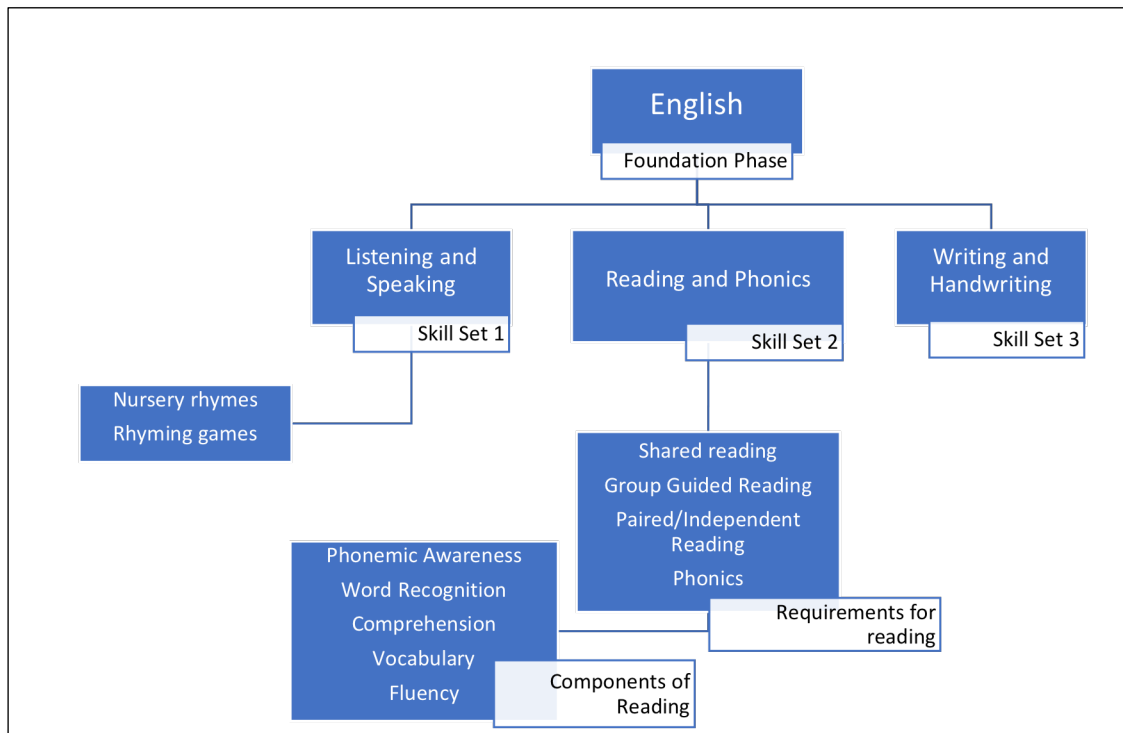 English
Foundation Phase
Listening and
Speaking
Skill Set 1
Reading and Phonics
Skill Set 2
Writing and
Handwriting
Skill Set 3
Nursery rhymes
Rhyming games
Shared reading
Group Guided Reading
Paired/Independent
Reading
Phonics
Requirements for
reading
Phonemic Awareness
Word Recognition
Comprehension
Vocabulary
Fluency
Components of
Reading